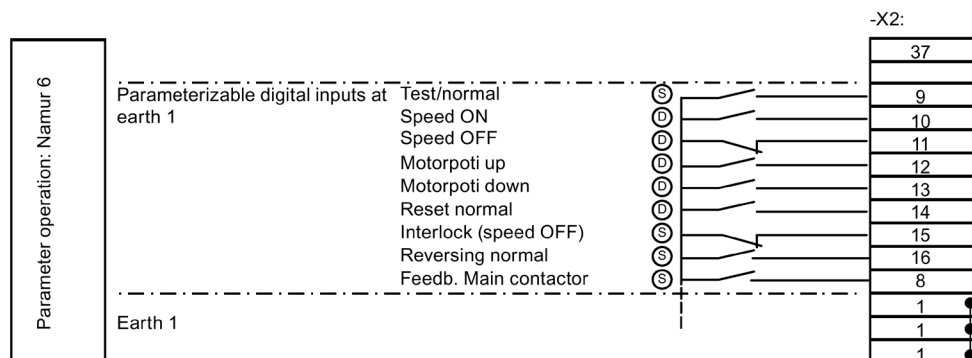 -X2:
37
Parameter operation: Namur 6
Parameterizable digital inputs at
earth 1
Test/normal S 9
Speed ON D 10
Speed OFF D 11
Motorpoti up D 12
Motorpoti down D 13
Reset normal D 14
Interlock (speed OFF) S 15
Reversing normal S 16
Feedb. Main contactor S 8
Earth 1
1
1
1